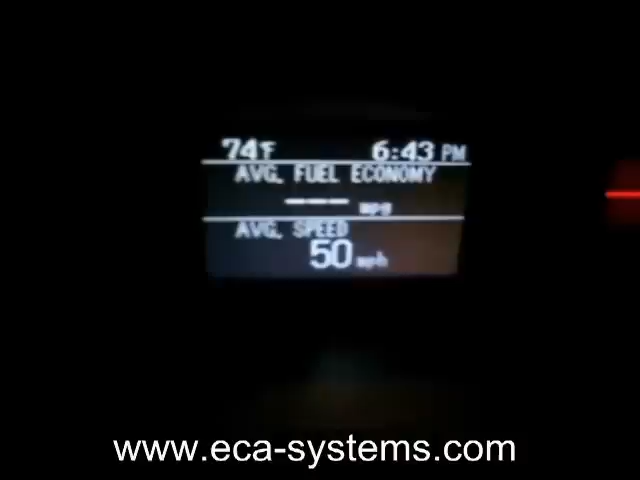 74°F 6:43 PM
AVG. FUEL ECONOMY
--- mpg
AVG. SPEED
50 mph
www.eca-systems.com